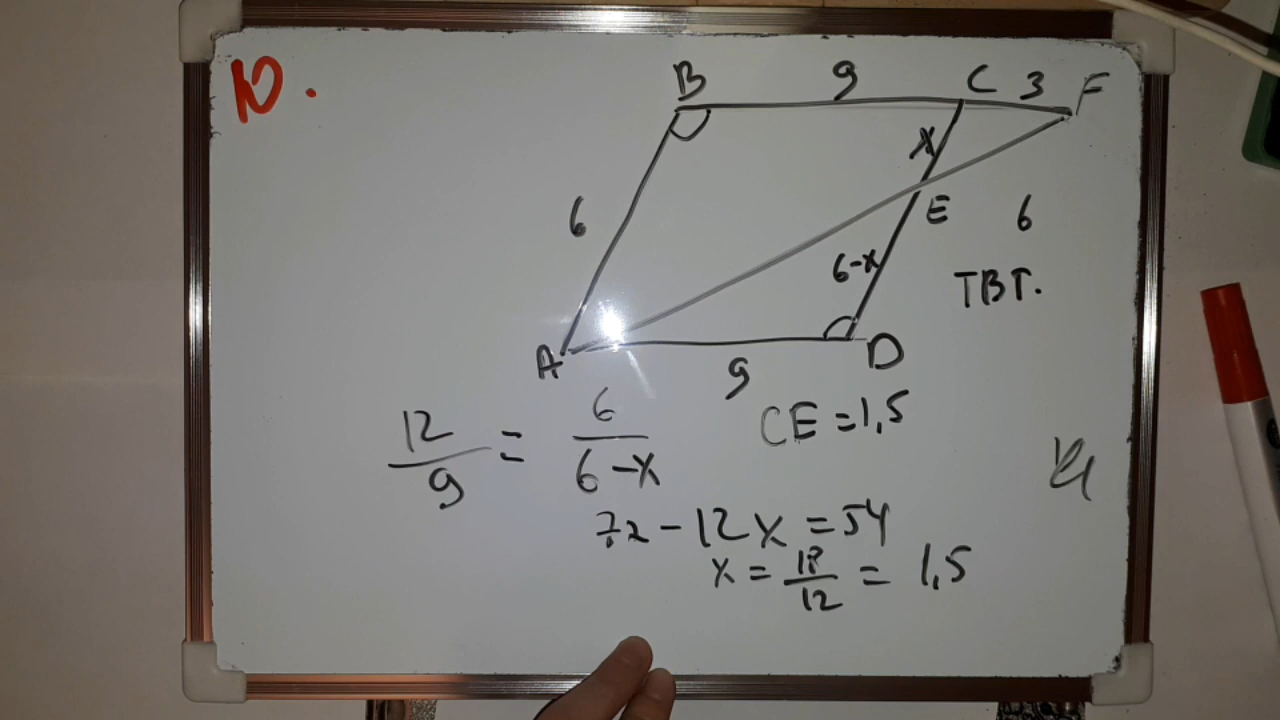 10.
B 9 C 3 F
x
6 E 6
6-x
TBT.
A 9 D
CE = 1,5
12/9 = 6/6-x
72 - 12x = 54
x = 18/12 = 1,5